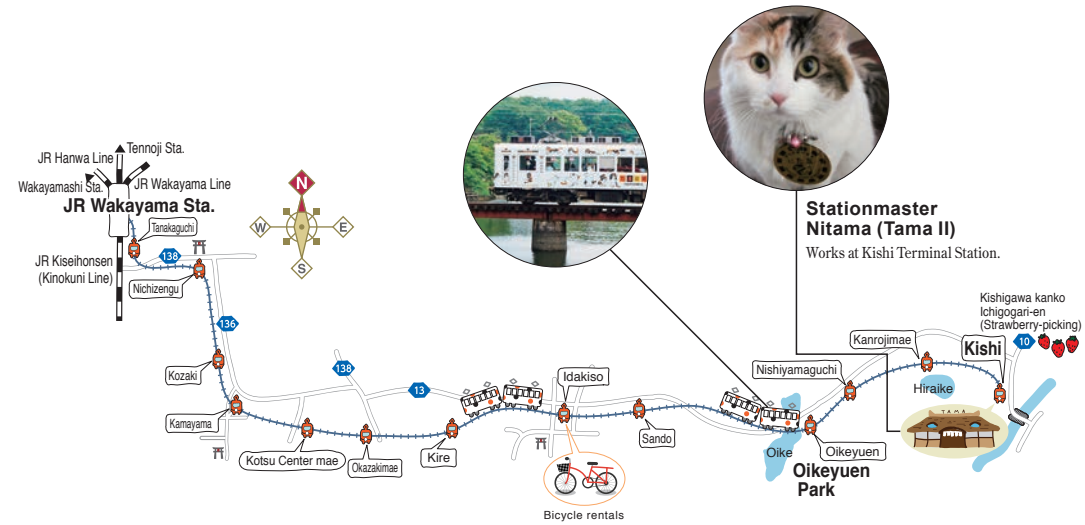 Tennoji Sta.
JR Hanwa Line
Wakayamashi Sta.
JR Wakayama Line
JR Wakayama Sta.
Tanakaguchi
138
JR Kiseihonsen
(Kinokuni Line)
Nichizengu
N
W
E
S
136
Kozaki
Kamayama
138
13
Kotsu Center mae
Okazakimae
Kire
Idakiso
Sando
Bicycle rentals
Stationmaster
Nitama (Tama II)
Works at Kishi Terminal Station.
Kishigawa kanko
Ichigogari-en
(Strawberry-picking)
10
Kanrojimae
Kishi
Nishiyamaguchi
Hiraike
TAMA
Oike
Oikeyuen
Oikeyuen
Park